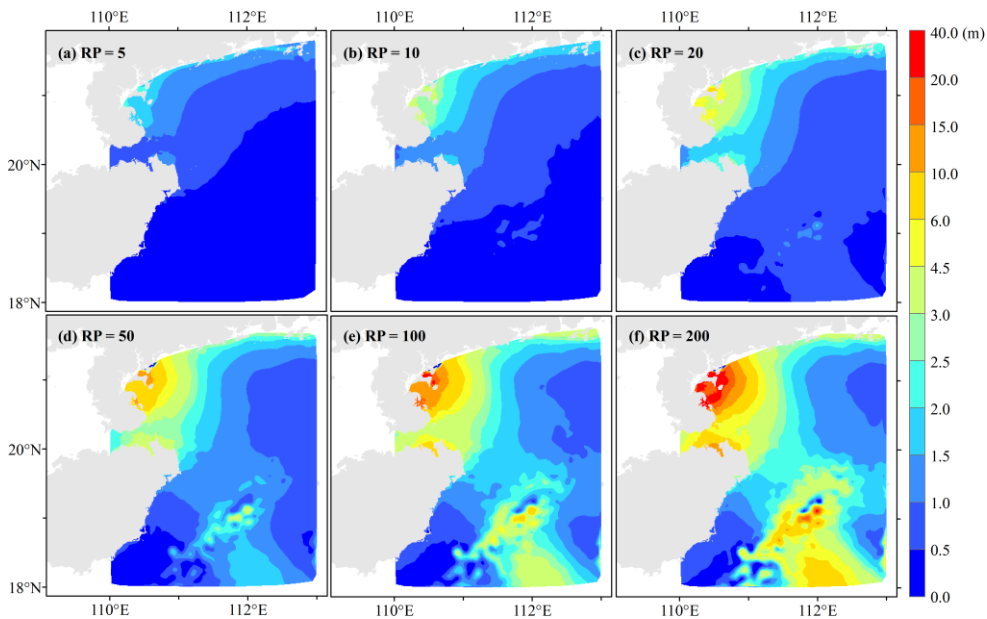 110°E 112°E 110°E 112°E 110°E 112°E
40.0 (m)
(a) RP = 5 (b) RP = 10 (c) RP = 20
20.0
15.0
20°N
10.0
6.0
4.5
18°N
3.0
(d) RP = 50 (e) RP = 100 (f) RP = 200
2.5
2.0
20°N
1.5
1.0
0.5
18°N
0.0
110°E 112°E 110°E 112°E 110°E 112°E